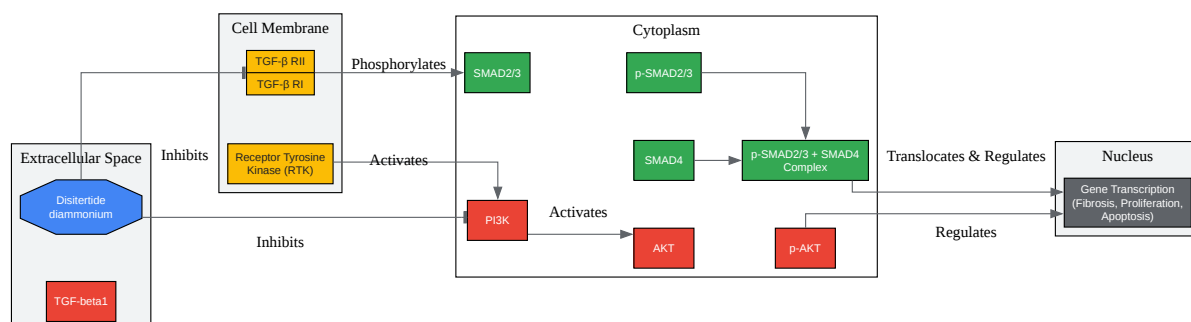 Cell Membrane
TGF-β RII
TGF-β RI
Receptor Tyrosine
Kinase (RTK)
Extracellular Space
Disitertide
diammonium
TGF-beta1
Inhibits
Inhibits
Phosphorylates
Activates
Cytoplasm
SMAD2/3
p-SMAD2/3
SMAD4
p-SMAD2/3 + SMAD4
Complex
PI3K
Activates
AKT
p-AKT
Translocates & Regulates
Regulates
Nucleus
Gene Transcription
(Fibrosis, Proliferation,
Apoptosis)